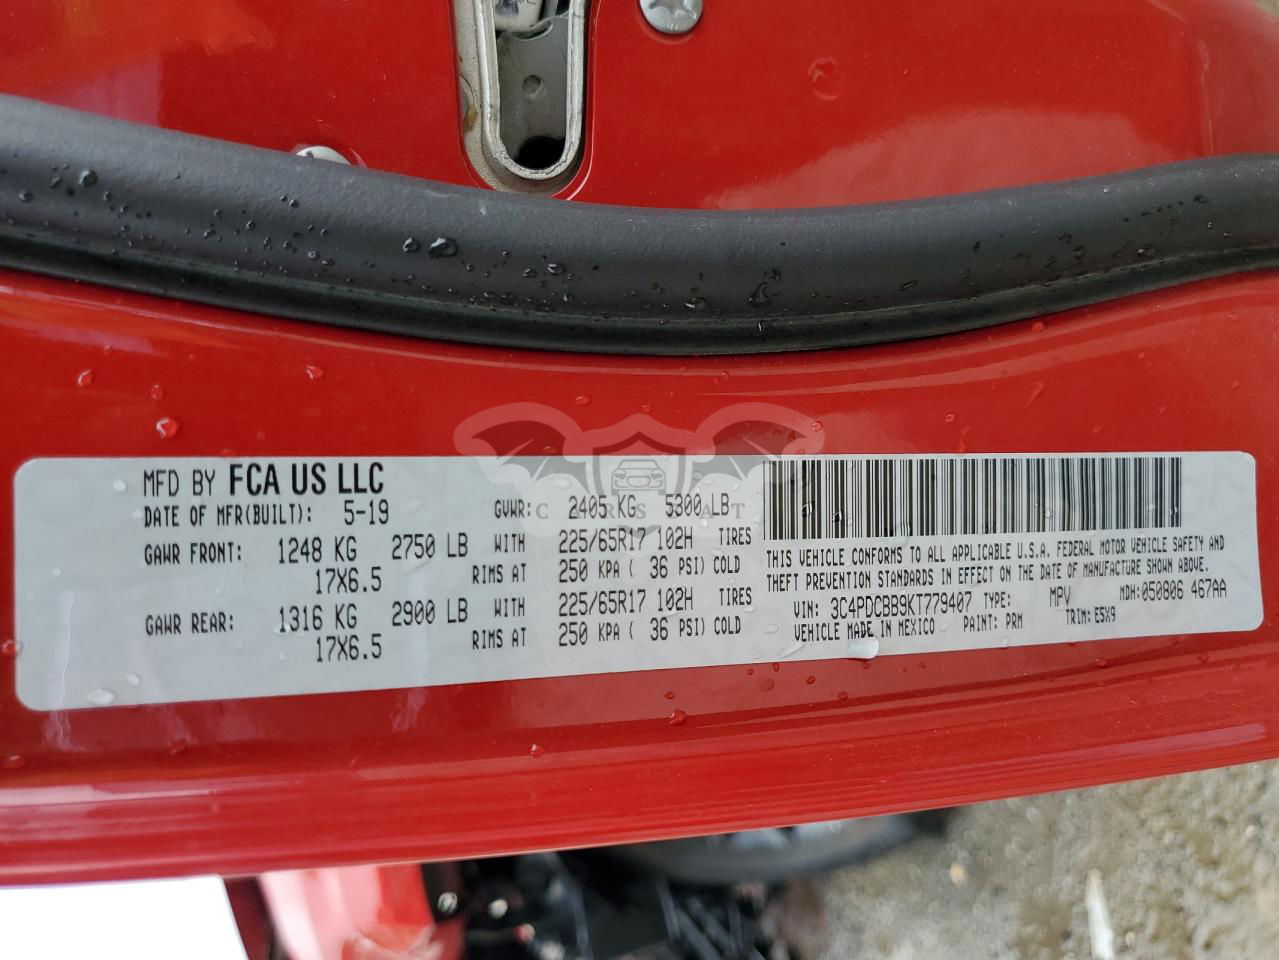 MFD BY FCA US LLC
DATE OF MFR(BUILT): 5-19 GVWR: 2405 KG 5300 LB
GAWR FRONT: 1248 KG 2750 LB WITH 225/65R17 102H TIRES
17X6.5 RIMS AT 250 KPA ( 36 PSI) COLD
GAWR REAR: 1316 KG 2900 LB WITH 225/65R17 102H TIRES
17X6.5 RIMS AT 250 KPA ( 36 PSI) COLD
THIS VEHICLE CONFORMS TO ALL APPLICABLE U.S.A. FEDERAL MOTOR VEHICLE SAFETY AND
THEFT PREVENTION STANDARDS IN EFFECT ON THE DATE OF MANUFACTURE SHOWN ABOVE.
VIN: 3C4PDCBB9KT779407 TYPE: MPV MDH:050806 467AA
VEHICLE MADE IN MEXICO PAINT: PRM TRIM: E5X9